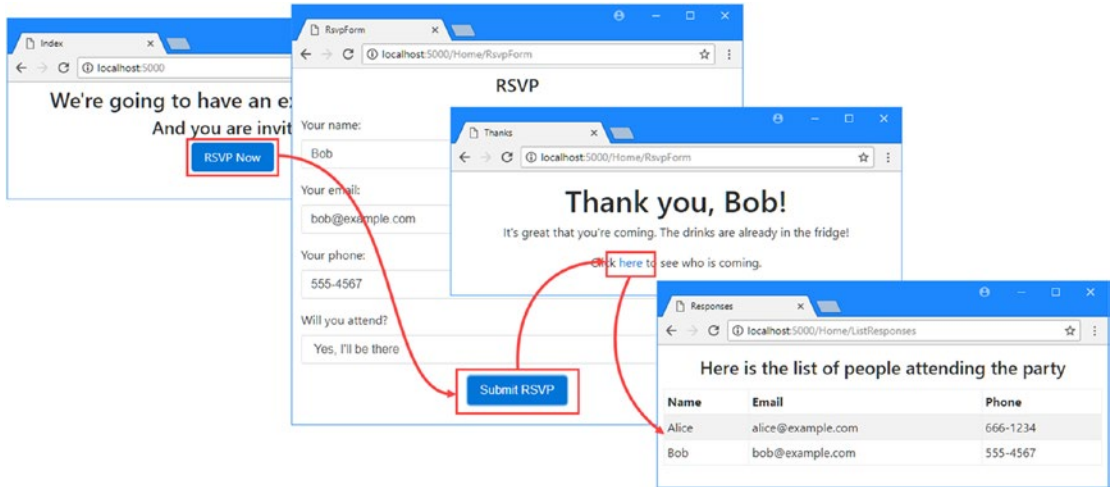 Index
localhost:5000
We're going to have an ex
And you are invit
RSVP Now
RsvpForm
localhost:5000/Home/RsvpForm
RSVP
Your name:
Bob
Your email:
bob@example.com
Your phone:
555-4567
Will you attend?
Yes, I'll be there
Submit RSVP
Thanks
localhost:5000/Home/RsvpForm
Thank you, Bob!
It's great that you're coming. The drinks are already in the fridge!
Click here to see who is coming.
Responses
localhost:5000/Home/ListResponses
Here is the list of people attending the party
Name Email Phone
Alice alice@example.com 666-1234
Bob bob@example.com 555-4567